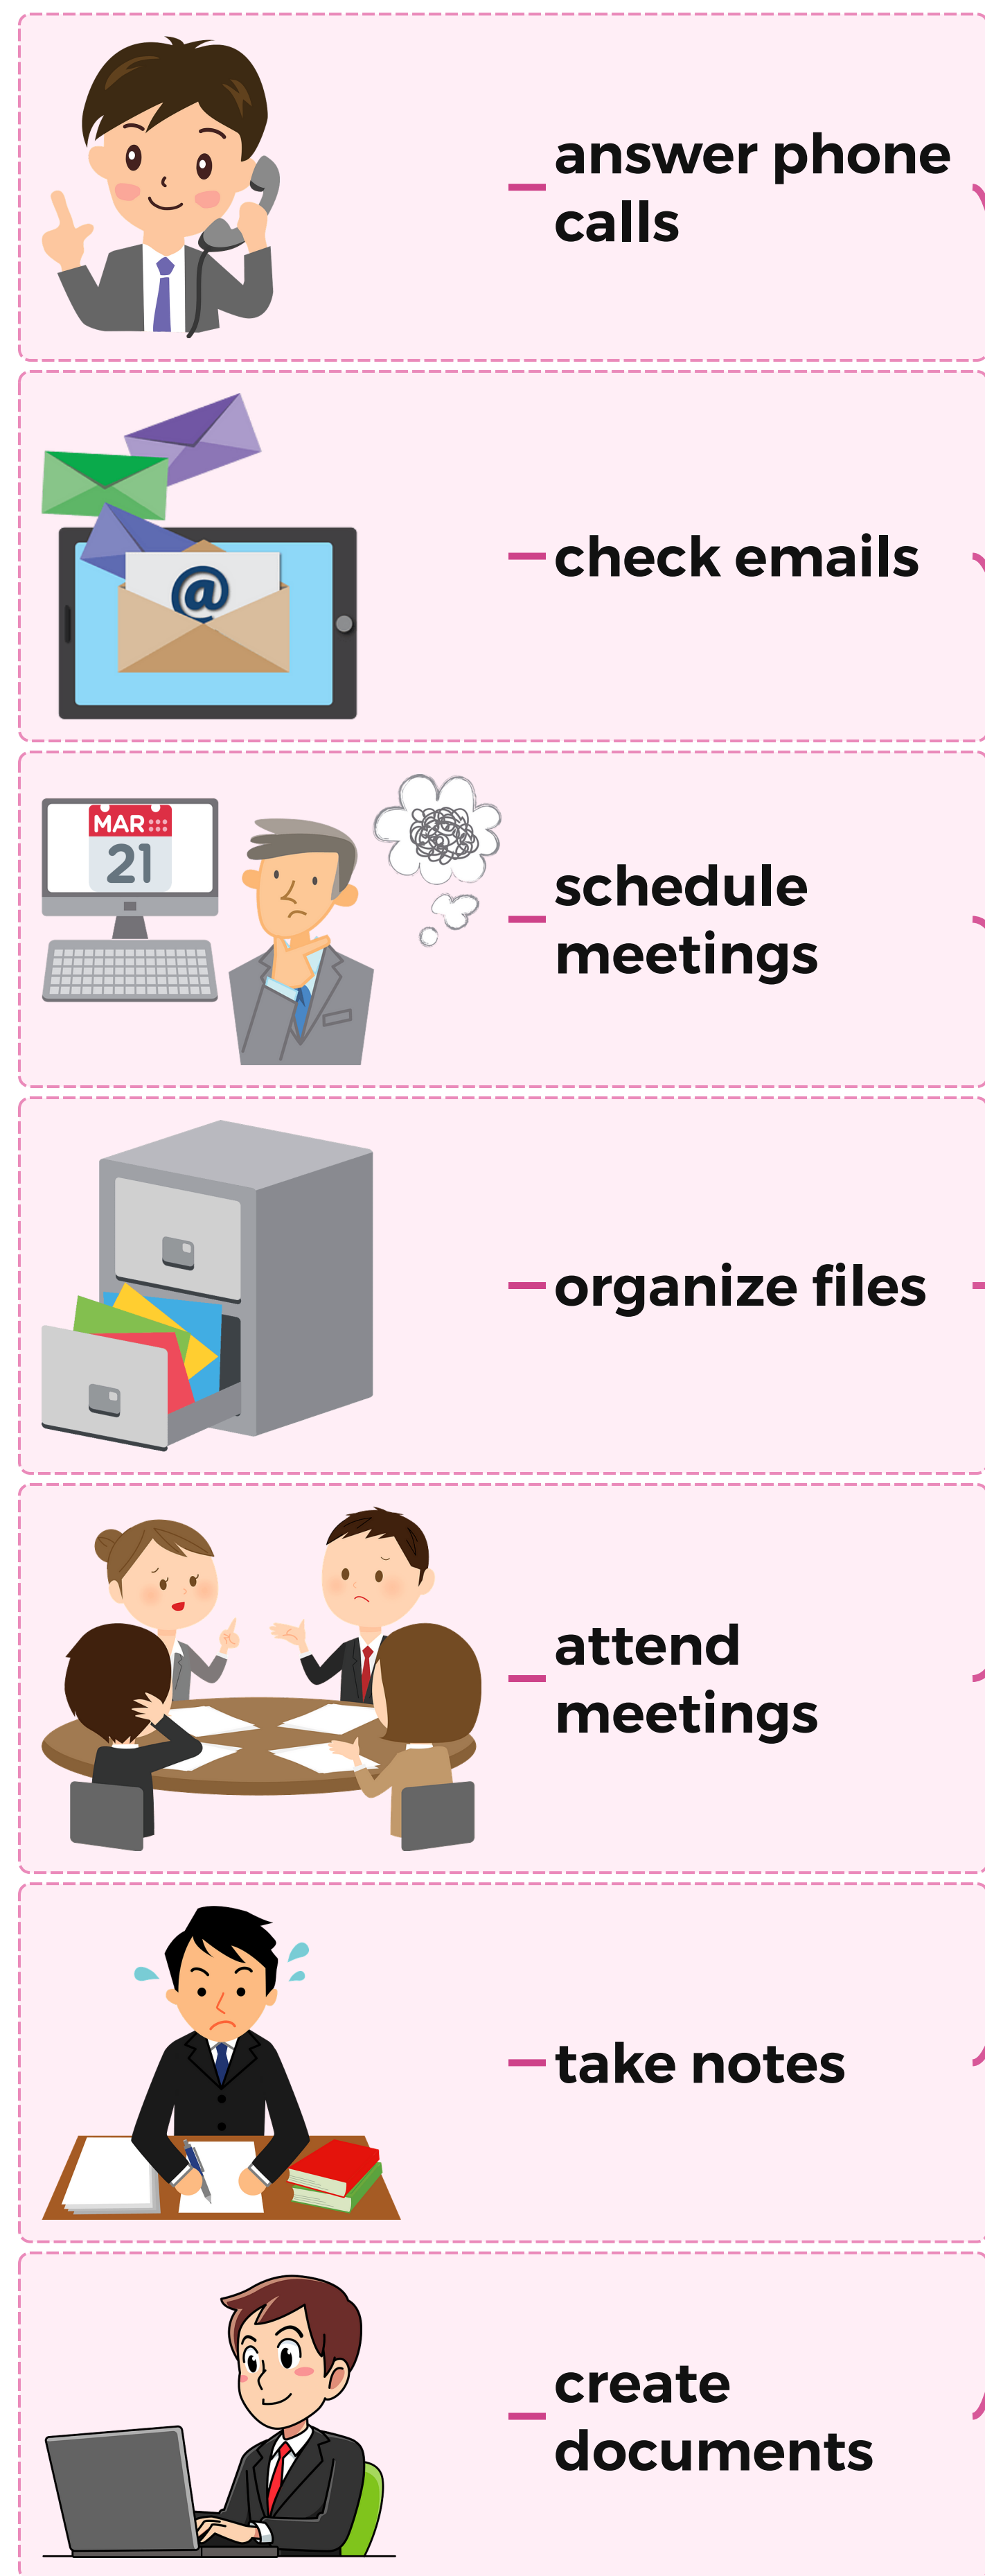 answer phone
calls
check emails
@
MAR
21
schedule
meetings
organize files
attend
meetings
take notes
create
documents